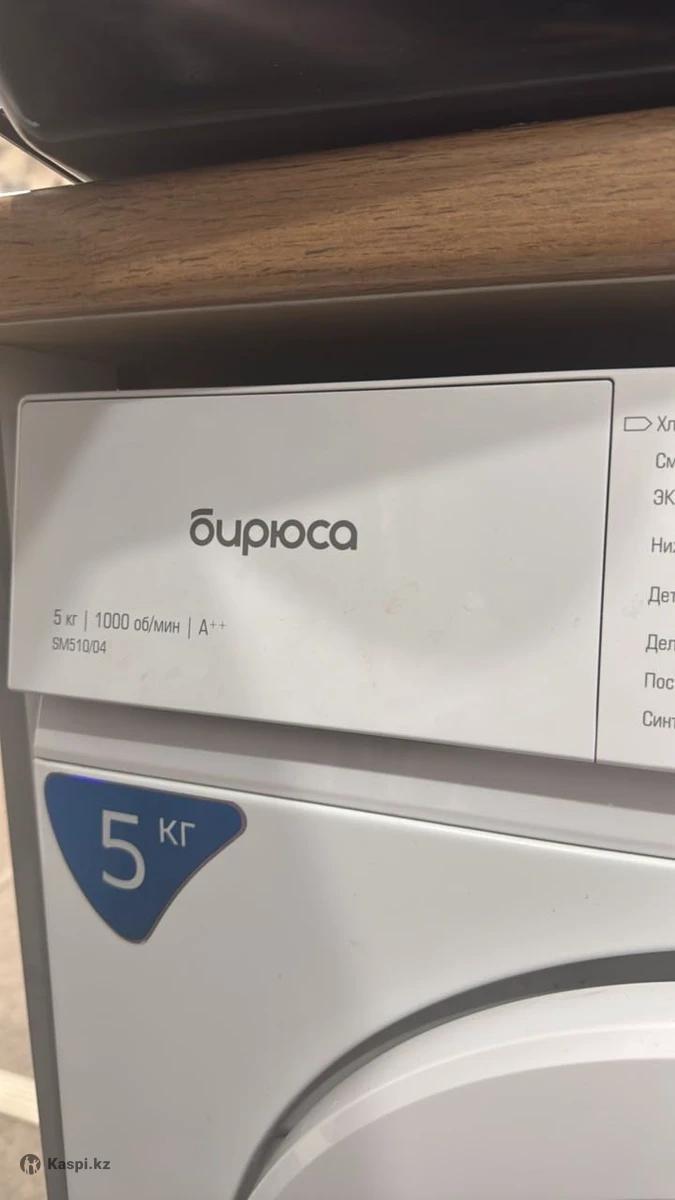 бирюса
5 кг | 1000 об/мин | A++
SM510/04
5 кг
Kaspi.kz